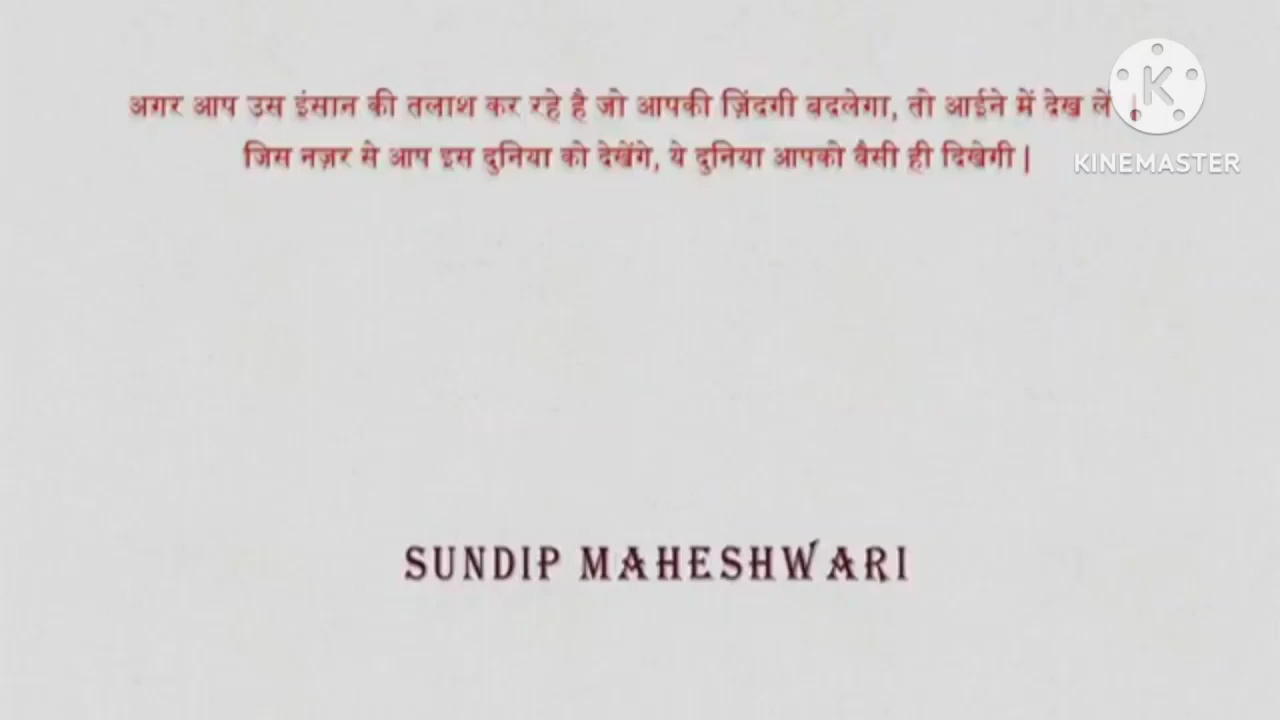 अगर आप उस इंसान की तलाश कर रहे है जो आपकी ज़िंदगी बदलेगा, तो आईने में देख लें |
जिस नज़र से आप इस दुनिया को देखेंगे, ये दुनिया आपको वैसी ही दिखेगी |
K
KINEMASTER
SUNDIP MAHESHWARI